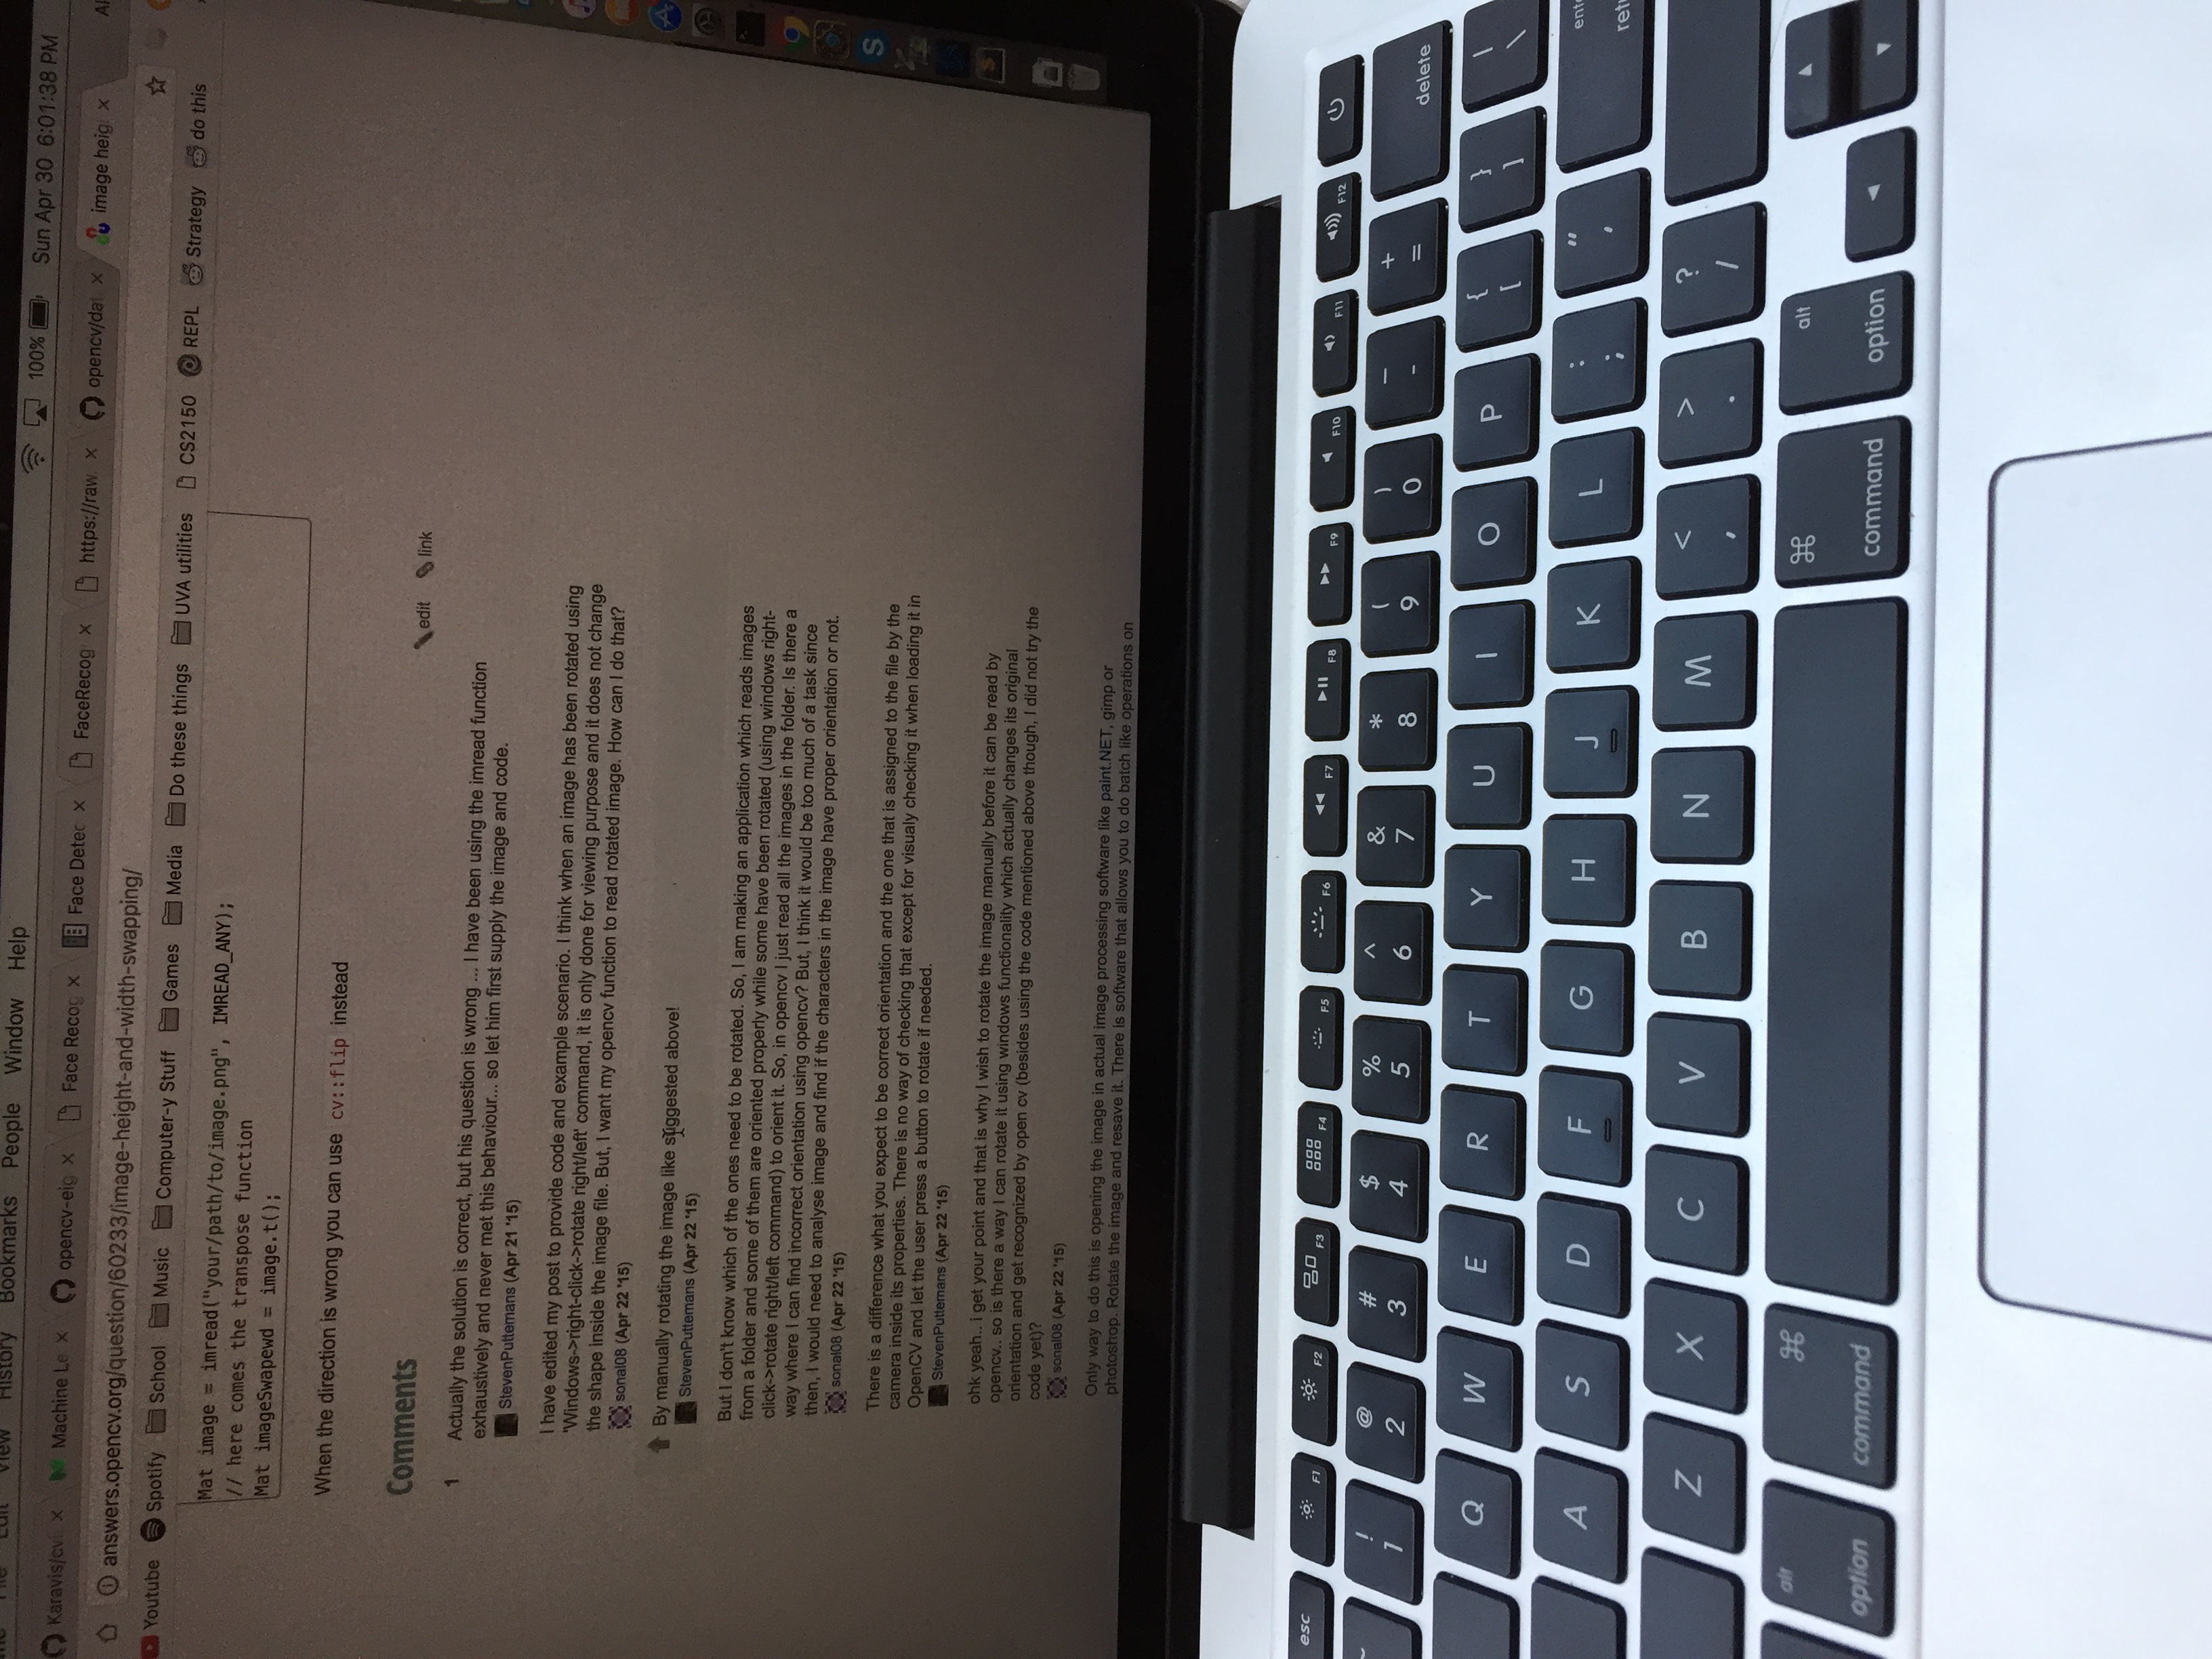 File Edit View History Bookmarks People Window Help 100% Sun Apr 30 6:01:38 PM
Karavis/cvi Machine Le opencv-eig Face Recog Face Detec FaceRecog https://raw. opencv/dat image heig
answers.opencv.org/question/60233/image-height-and-width-swapping/
Youtube Spotify School Music Computer-y Stuff Games Media Do these things UVA utilities CS2150 REPL Strategy do this
Mat image = imread("your/path/to/image.png", IMREAD_ANY);
// here comes the transpose function
Mat imageSwapewd = image.t();
When the direction is wrong you can use cv::flip instead
Comments
edit link
1 Actually the solution is correct, but his question is wrong ... I have been using the imread function
exhaustively and never met this behaviour... so let him first supply the image and code.
StevenPuttemans (Apr 21 '15)
I have edited my post to provide code and example scenario. I think when an image has been rotated using
'Windows->right-click->rotate right/left' command, it is only done for viewing purpose and it does not change
the shape inside the image file. But, I want my opencv function to read rotated image. How can I do that?
sonal08 (Apr 22 '15)
By manually rotating the image like suggested above!
StevenPuttemans (Apr 22 '15)
But I don't know which of the ones need to be rotated. So, I am making an application which reads images
from a folder and some of them are oriented properly while some have been rotated (using windows right-
click->rotate right/left command) to orient it. So, in opencv I just read all the images in the folder. Is there a
way where I can find incorrect orientation using opencv? But, I think it would be too much of a task since
then, I would need to analyse image and find if the characters in the image have proper orientation or not.
sonal08 (Apr 22 '15)
There is a difference what you expect to be correct orientation and the one that is assigned to the file by the
camera inside its properties. There is no way of checking that except for visualy checking it when loading it in
OpenCV and let the user press a button to rotate if needed.
StevenPuttemans (Apr 22 '15)
ohk yeah.. i get your point and that is why I wish to rotate the image manually before it can be read by
opencv.. so is there a way I can rotate it using windows functionality which actually changes its original
orientation and get recognized by open cv (besides using the code mentioned above though, I did not try the
code yet)?
sonal08 (Apr 22 '15)
Only way to do this is opening the image in actual image processing software like paint.NET, gimp or
photoshop. Rotate the image and resave it. There is software that allows you to do batch like operations on
esc F1 F2 F3 F4 F5 F6 F7 F8 F9 F10 F11 F12
~ ! @ # $ % ^ & * ( ) — +
1 2 3 4 5 6 7 8 9 0 - = delete
Q W E R T Y U I O P { } |
[ ] \
A S D F G H J K L : "
; '
Z X C V B N M < > ?
, . /
alt ⌘ ⌘ alt
option command command option